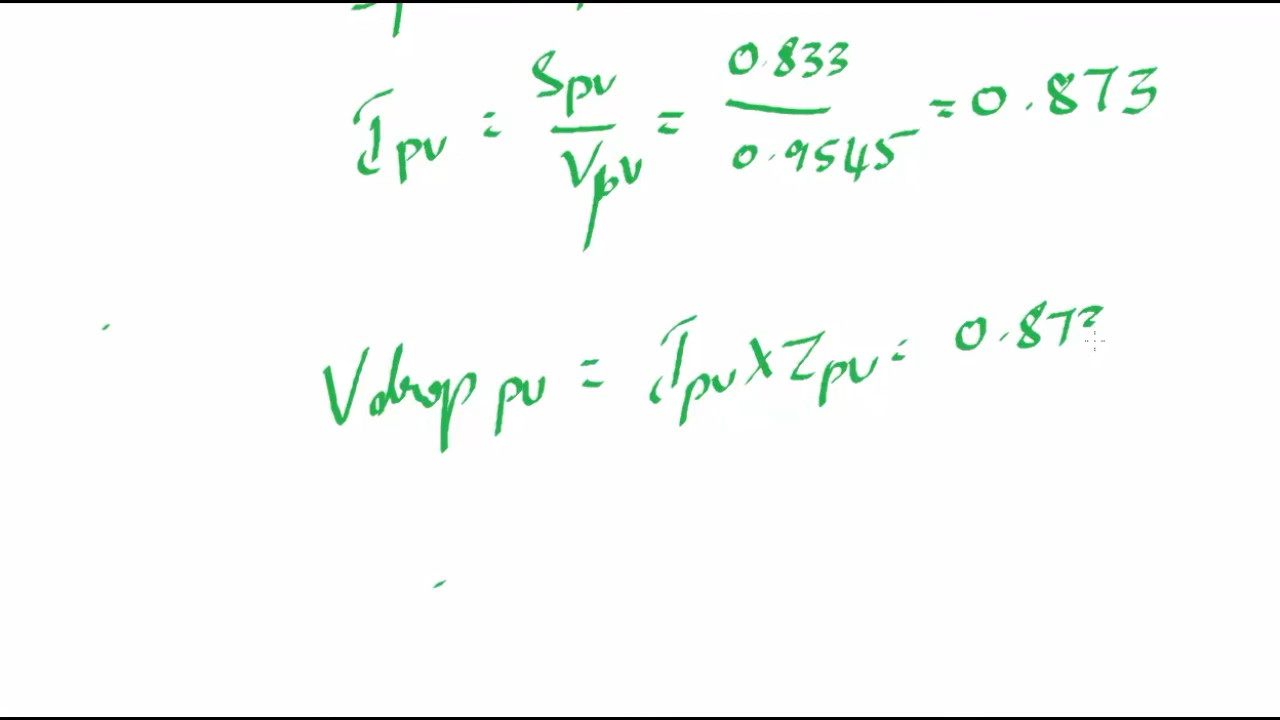 Ipu = Spu / Vpu = 0.833 / 0.9545 = 0.873
Vdrop pu = Ipu X Zpu = 0.873